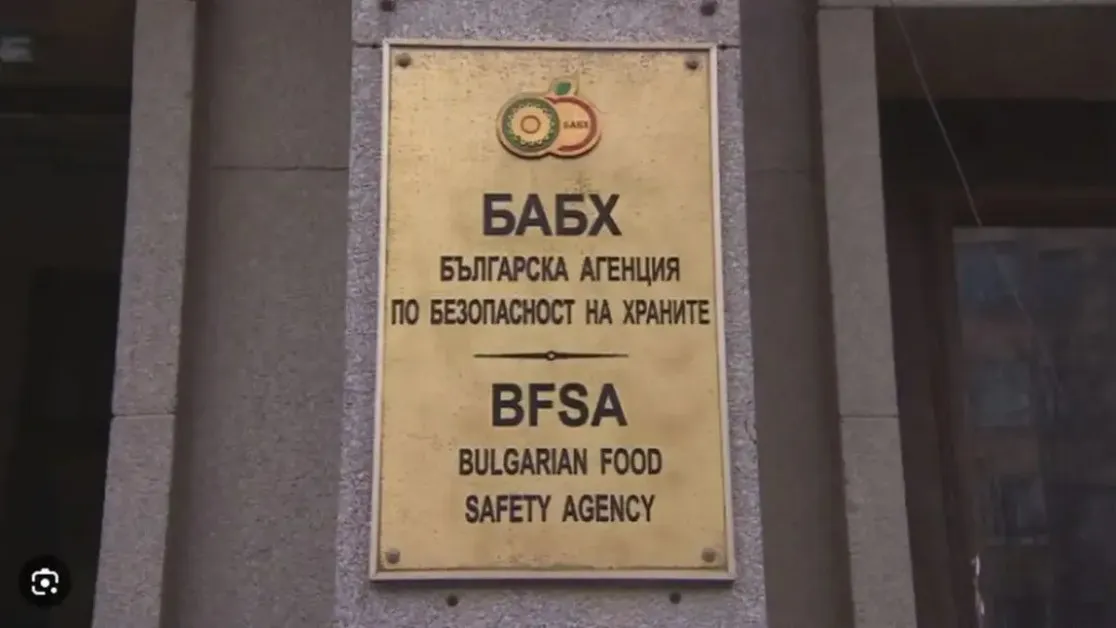 БАБХ
БАБХ
БЪЛГАРСКА АГЕНЦИЯ
ПО БЕЗОПАСНОСТ НА ХРАНИТЕ
BFSA
BULGARIAN FOOD
SAFETY AGENCY